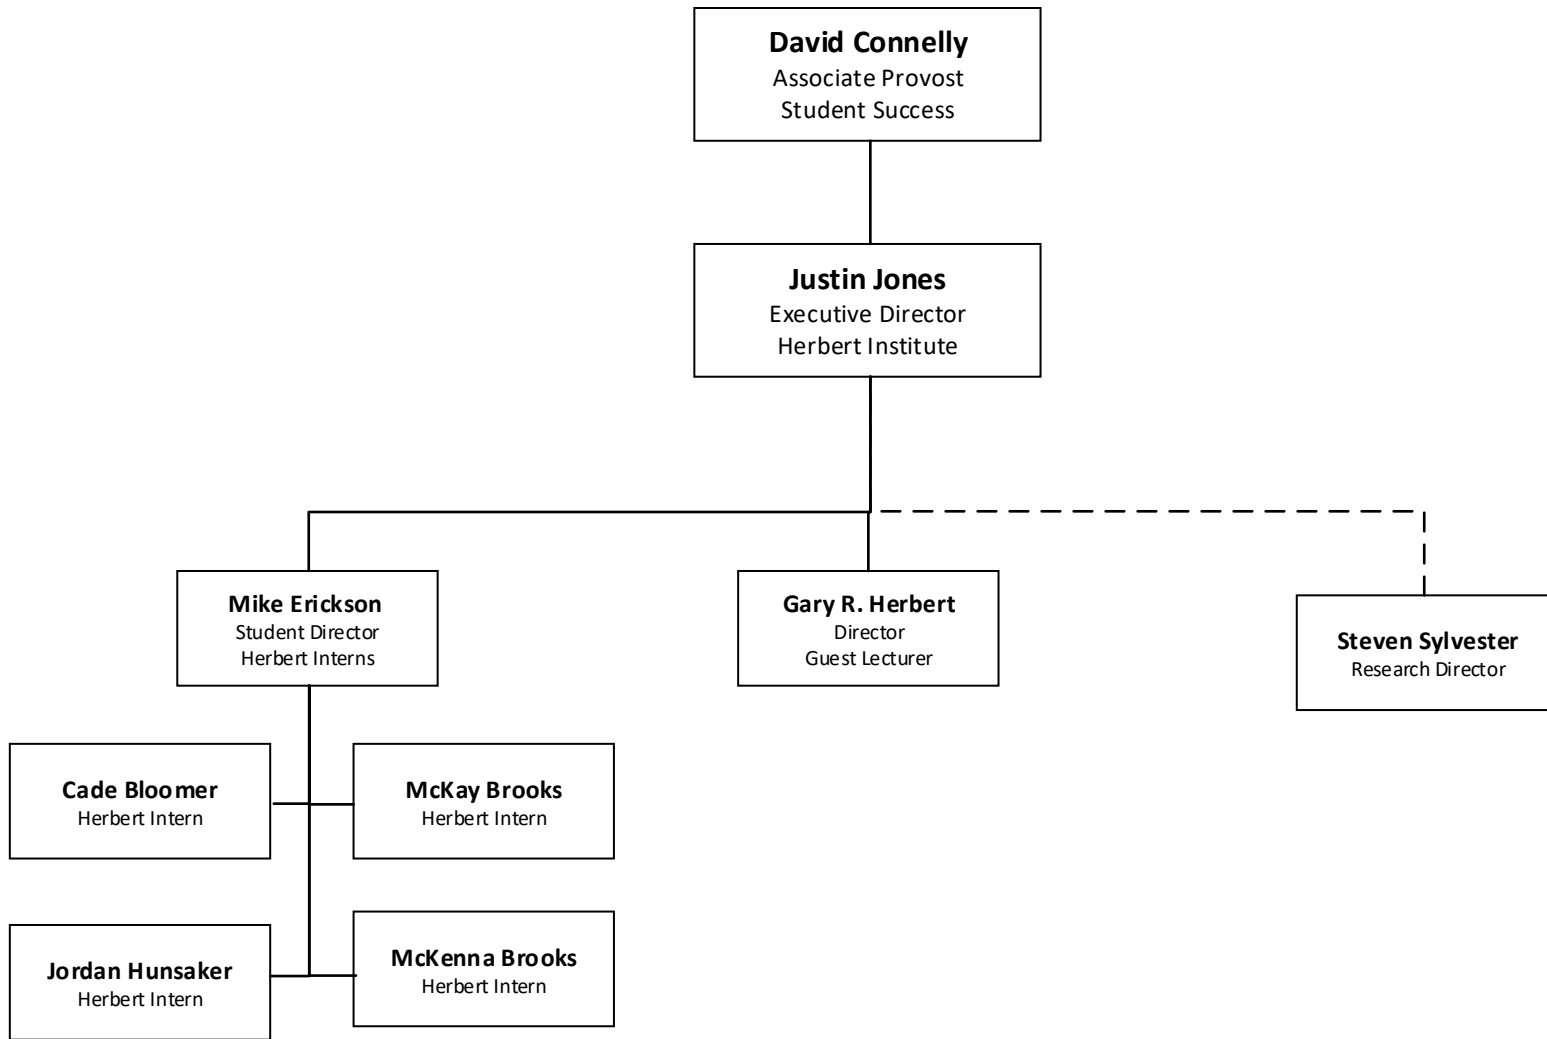 David Connelly
Associate Provost
Student Success
Justin Jones
Executive Director
Herbert Institute
Mike Erickson
Student Director
Herbert Interns
Gary R. Herbert
Director
Guest Lecturer
Steven Sylvester
Research Director
Cade Bloomer
Herbert Intern
McKay Brooks
Herbert Intern
Jordan Hunsaker
Herbert Intern
McKenna Brooks
Herbert Intern